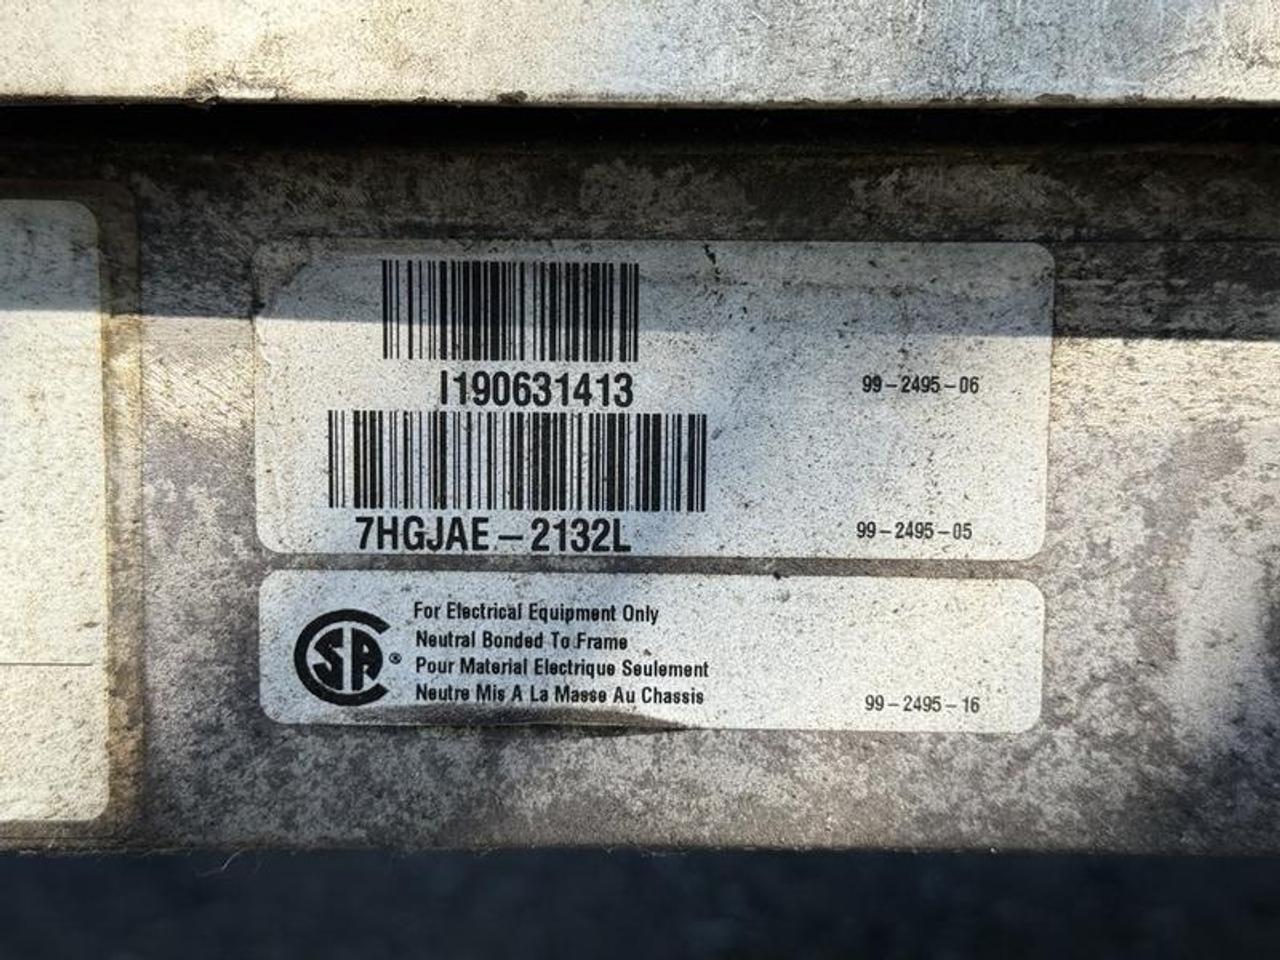 I190631413
99-2495-06
7HGJAE-2132L
99-2495-05
CSA®
For Electrical Equipment Only
Neutral Bonded To Frame
Pour Material Electrique Seulement
Neutre Mis A La Masse Au Chassis
99-2495-16